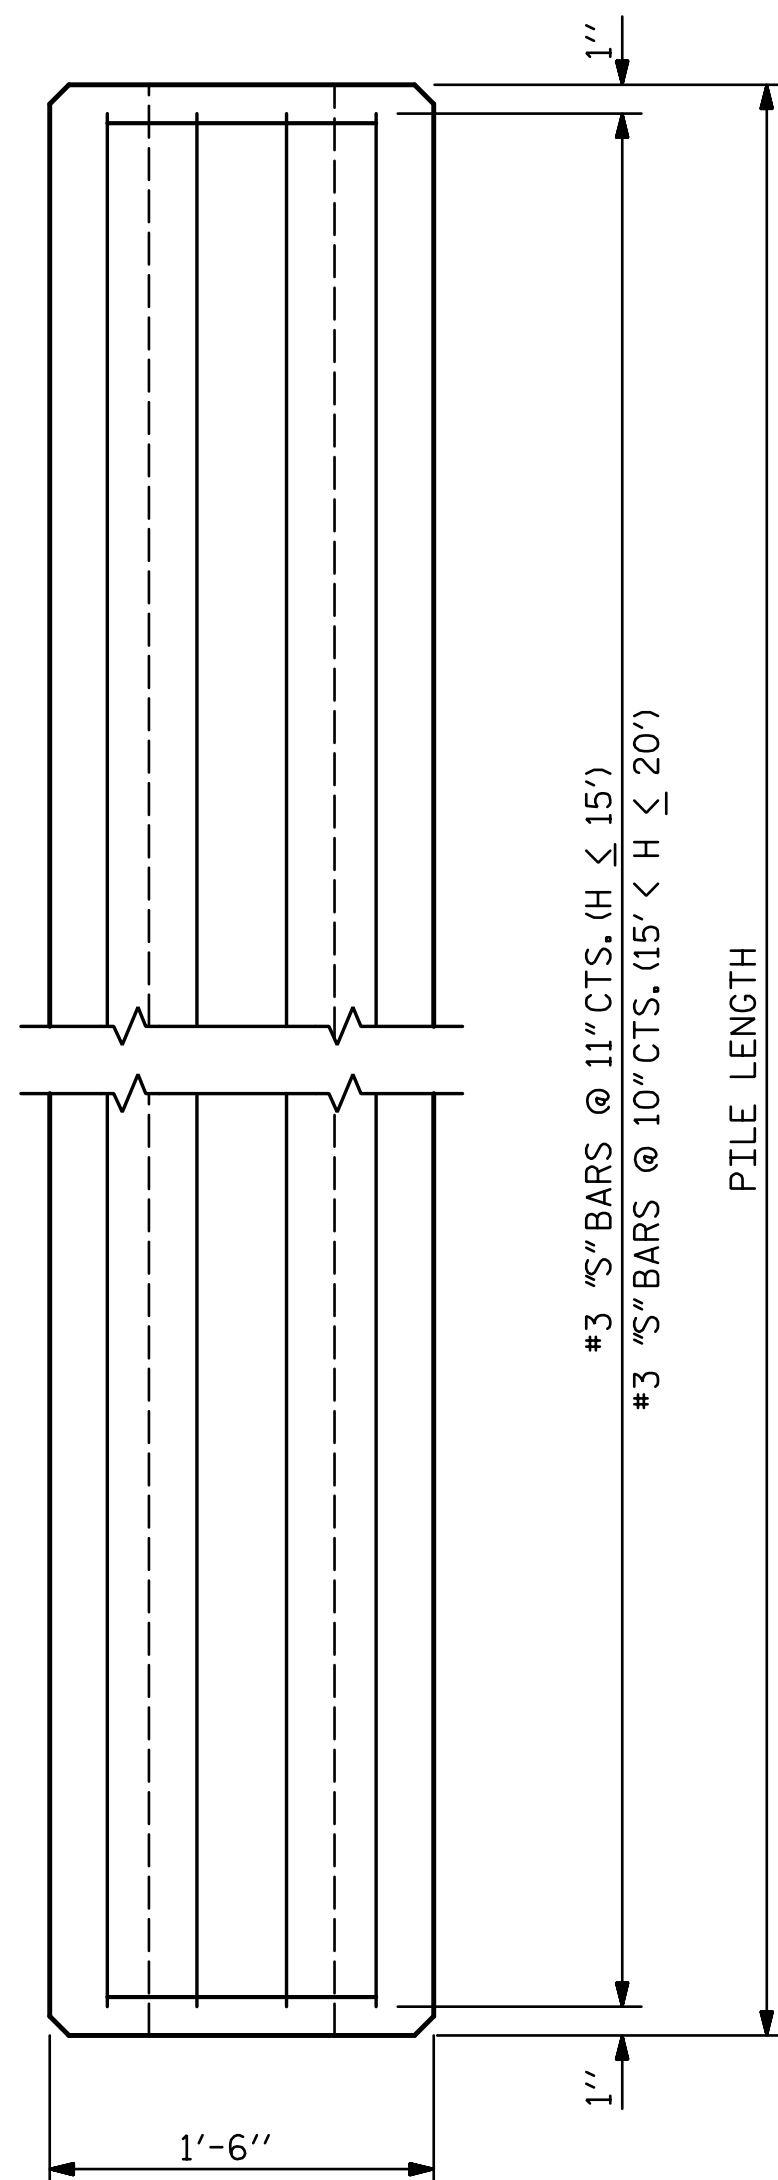 1''
#3 "S" BARS @ 11" CTS. (H ≤ 15')
#3 "S" BARS @ 10" CTS. (15' < H ≤ 20')
PILE LENGTH
1''
1'-6''